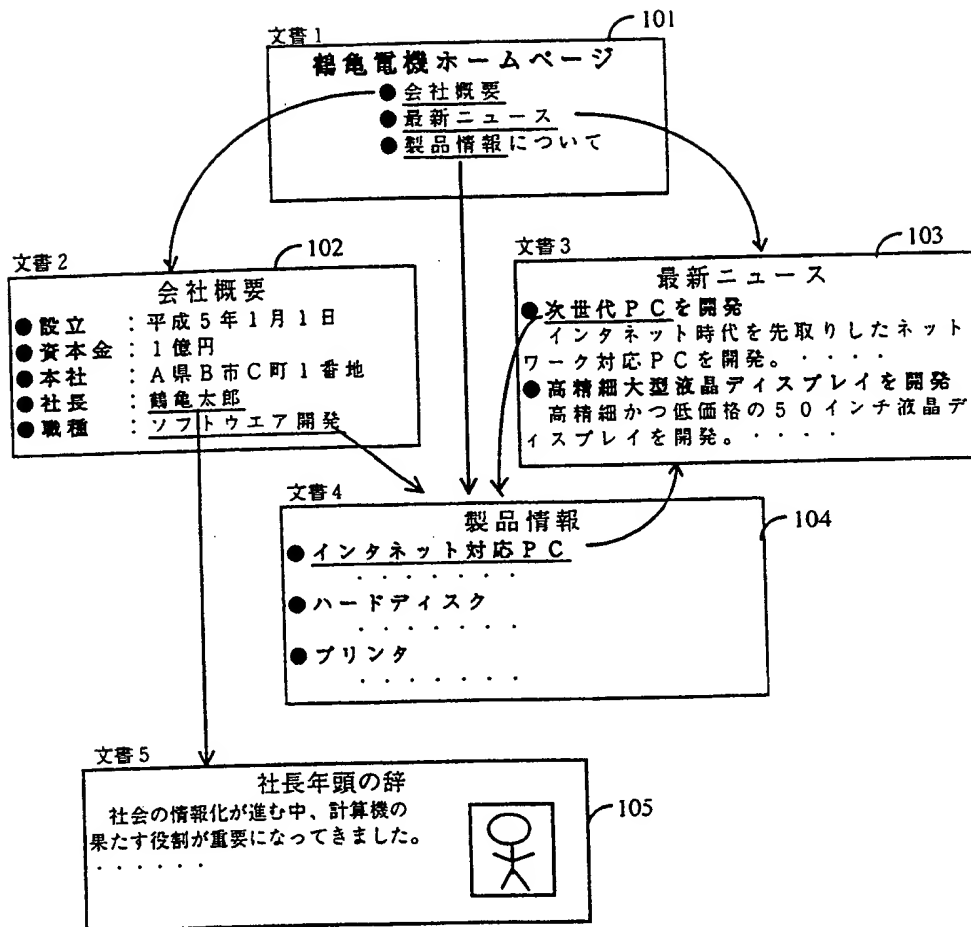 文書1
101
鶴亀電機ホームページ
●会社概要
●最新ニュース
●製品情報について
文書2
102
会社概要
●設立 : 平成5年1月1日
●資本金 : 1億円
●本社 : A県B市C町1番地
●社長 : 鶴亀太郎
●職種 : ソフトウエア開発
文書3
103
最新ニュース
●次世代PCを開発
インタネット時代を先取りしたネット
ワーク対応PCを開発。・・・・
●高精細大型液晶ディスプレイを開発
高精細かつ低価格の50インチ液晶デ
ィスプレイを開発。・・・・
文書4
104
製品情報
●インタネット対応PC
・・・・・・・
●ハードディスク
・・・・・・・
●プリンタ
・・・・・・・
文書5
105
社長年頭の辞
社会の情報化が進む中、計算機の
果たす役割が重要になってきました。
・・・・・・